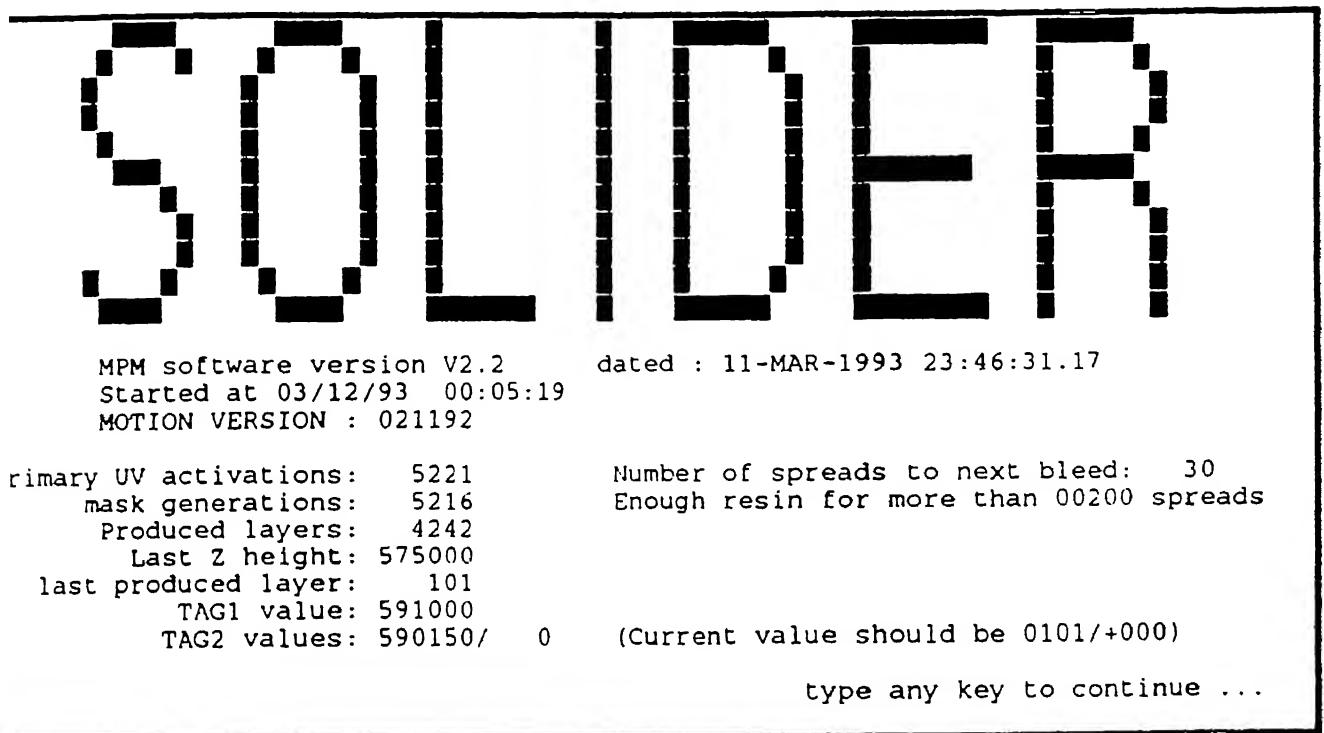 SOLIDER
MPM software version V2.2 dated : 11-MAR-1993 23:46:31.17
Started at 03/12/93 00:05:19
MOTION VERSION : 021192
rimary UV activations: 5221 Number of spreads to next bleed: 30
mask generations: 5216 Enough resin for more than 00200 spreads
Produced layers: 4242
Last Z height: 575000
last produced layer: 101
TAG1 value: 591000
TAG2 values: 590150/ 0 (Current value should be 0101/+000)
type any key to continue ...